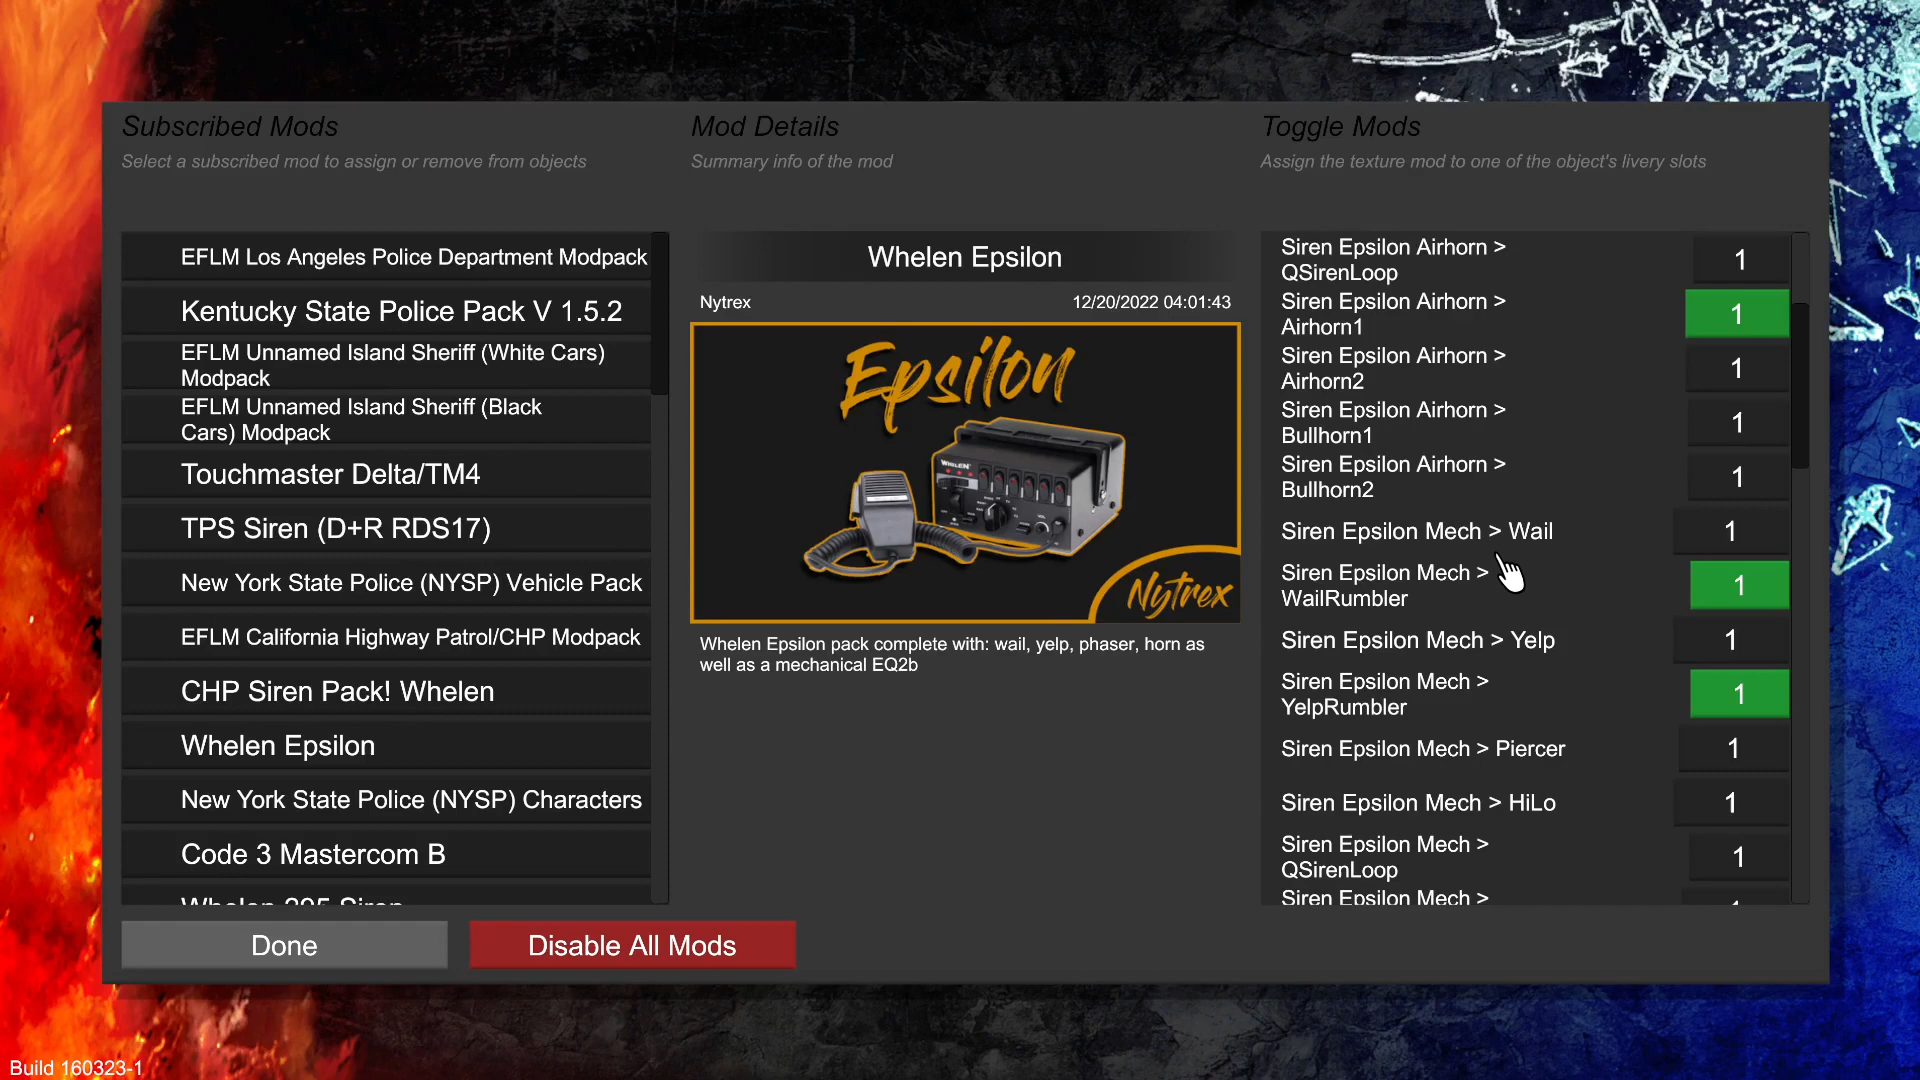 Subscribed Mods
Select a subscribed mod to assign or remove from objects
EFLM Los Angeles Police Department Modpack
Kentucky State Police Pack V 1.5.2
EFLM Unnamed Island Sheriff (White Cars)
Modpack
EFLM Unnamed Island Sheriff (Black
Cars) Modpack
Touchmaster Delta/TM4
TPS Siren (D+R RDS17)
New York State Police (NYSP) Vehicle Pack
EFLM California Highway Patrol/CHP Modpack
CHP Siren Pack! Whelen
Whelen Epsilon
New York State Police (NYSP) Characters
Code 3 Mastercom B
Whelen 295 Siren
Done
Disable All Mods
Mod Details
Summary info of the mod
Whelen Epsilon
Nytrex 12/20/2022 04:01:43
Epsilon
WHELEN
Nytrex
Whelen Epsilon pack complete with: wail, yelp, phaser, horn as
well as a mechanical EQ2b
Toggle Mods
Assign the texture mod to one of the object's livery slots
Siren Epsilon Airhorn >
QSirenLoop 1
Siren Epsilon Airhorn >
Airhorn1 1
Siren Epsilon Airhorn >
Airhorn2 1
Siren Epsilon Airhorn >
Bullhorn1 1
Siren Epsilon Airhorn >
Bullhorn2 1
Siren Epsilon Mech > Wail 1
Siren Epsilon Mech >
WailRumbler 1
Siren Epsilon Mech > Yelp 1
Siren Epsilon Mech >
YelpRumbler 1
Siren Epsilon Mech > Piercer 1
Siren Epsilon Mech > HiLo 1
Siren Epsilon Mech >
QSirenLoop 1
Siren Epsilon Mech >
Build 160323-1